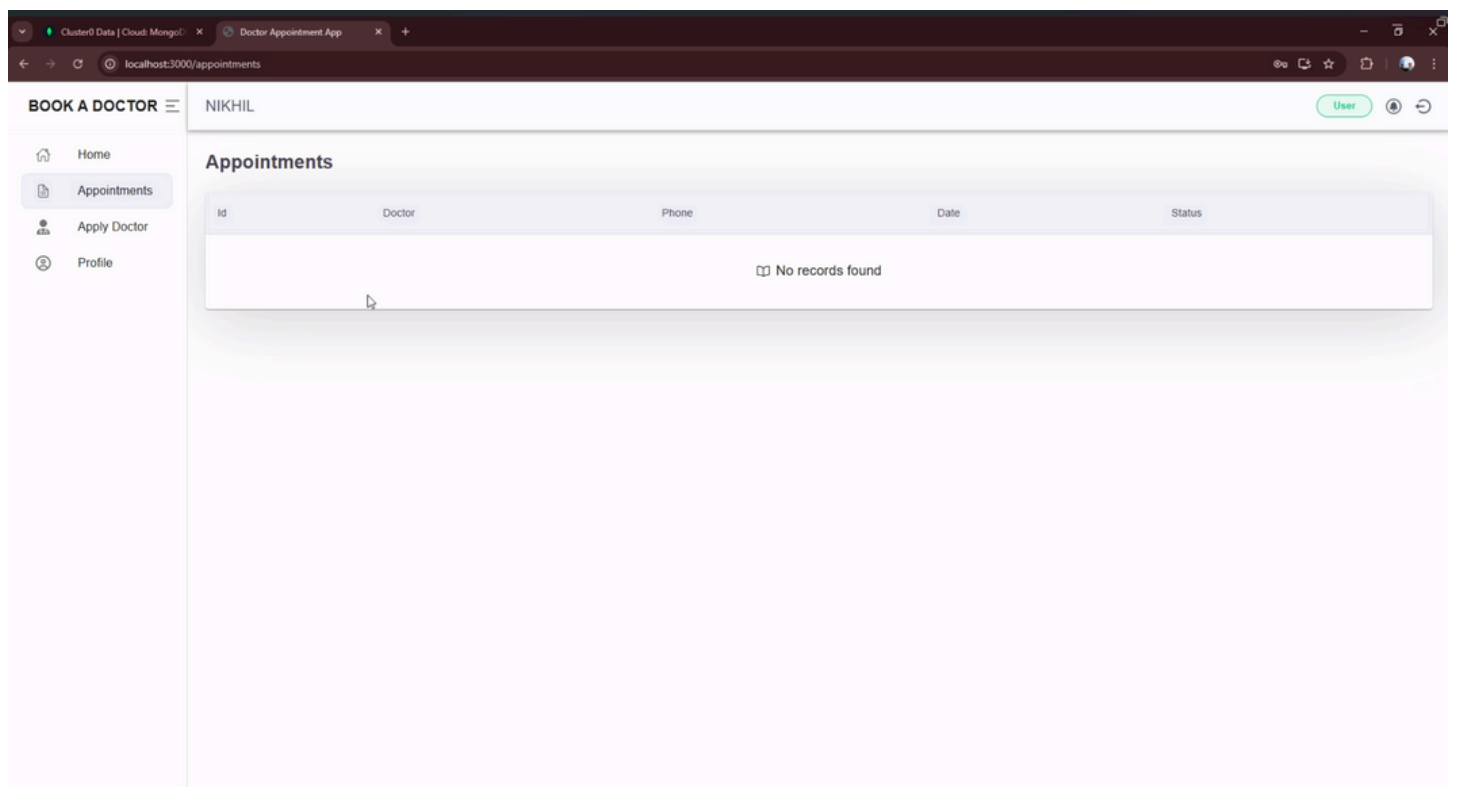 Cluster0 Data | Cloud: MongoD
Doctor Appointment App
localhost:3000/appointments
BOOK A DOCTOR
NIKHIL
User
Home
Appointments
Apply Doctor
Profile
Appointments
Id Doctor Phone Date Status
No records found